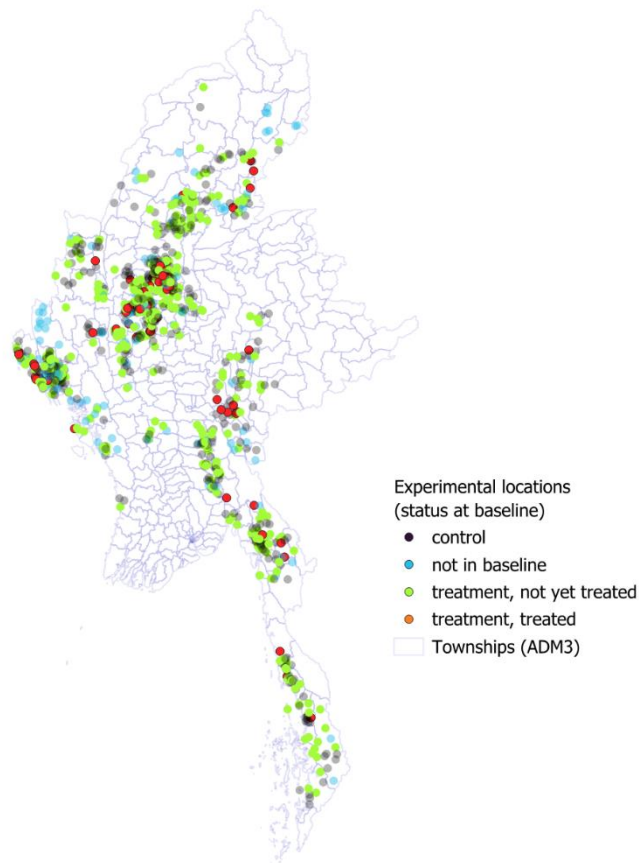 Experimental locations
(status at baseline)
control
not in baseline
treatment, not yet treated
treatment, treated
Townships (ADM3)